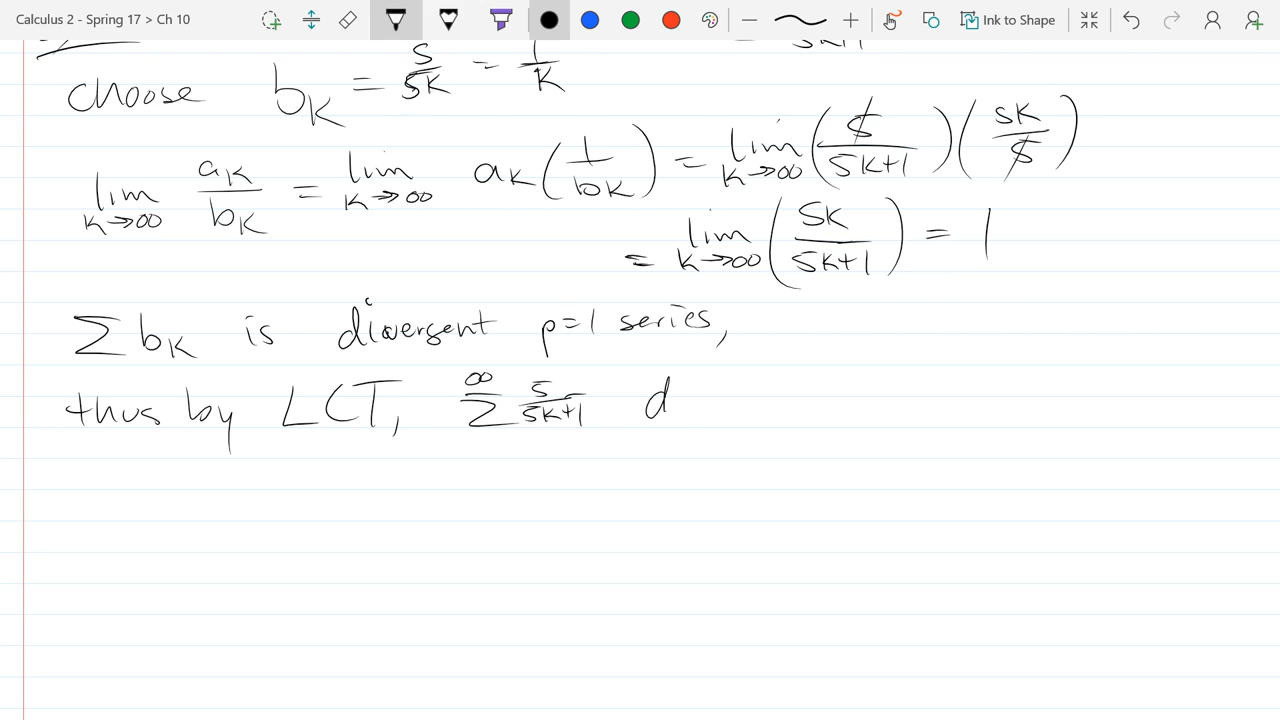 Calculus 2 - Spring 17 > Ch 10
Ink to Shape
= 5k+1
choose b_k = 5/5k = 1/k
lim k→∞ a_k/b_k = lim k→∞ a_k (1/b_k) = lim k→∞ (5/5k+1)(5k/5)
= lim k→∞ (5k/5k+1) = 1
Σ b_k is divergent p=1 series,
thus by LCT, ∞ Σ 5/5k+1 d